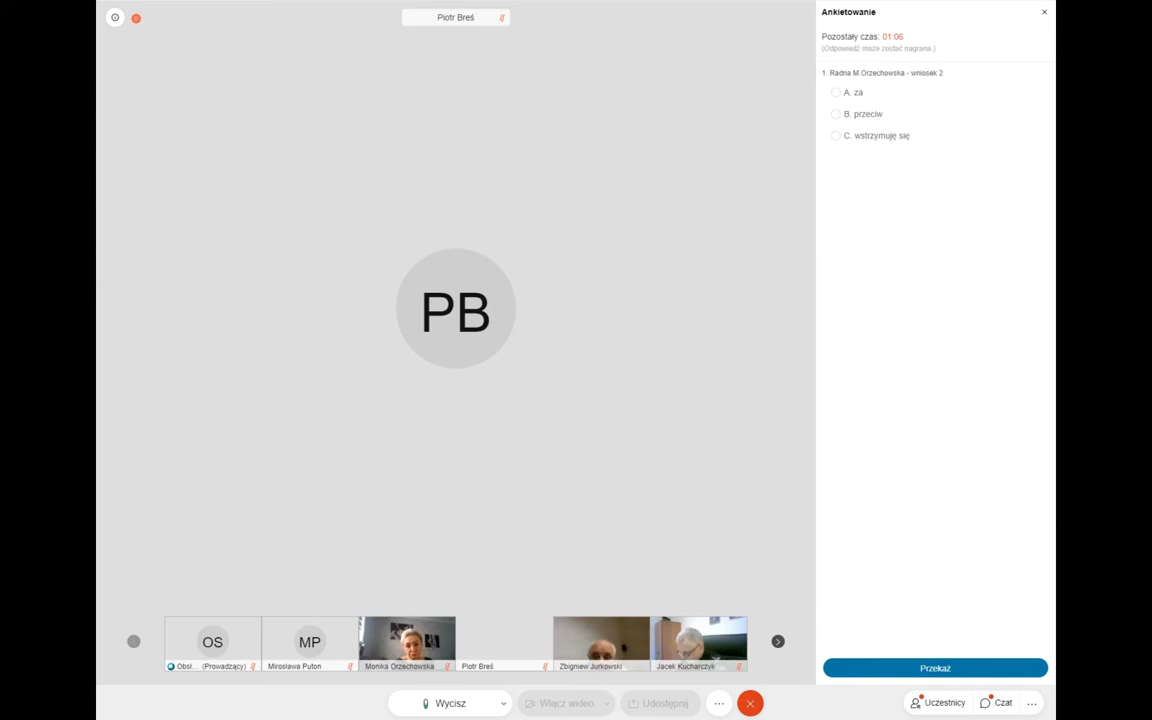 Piotr Breś
Ankietowanie
Pozostały czas: 01:06
(Odpowiedź może zostać nagrana.)
1. Radna M.Orzechowska - wniosek 2
A. za
B. przeciw
C. wstrzymuję się
PB
OS
MP
Obsł... (Prowadzący)
Mirosława Puton
Monika Orzechowska
Piotr Breś
Zbigniew Jurkowski
Jacek Kucharczyk
Przekaż
Wycisz
Włącz wideo
Udostępnij
Uczestnicy
Czat